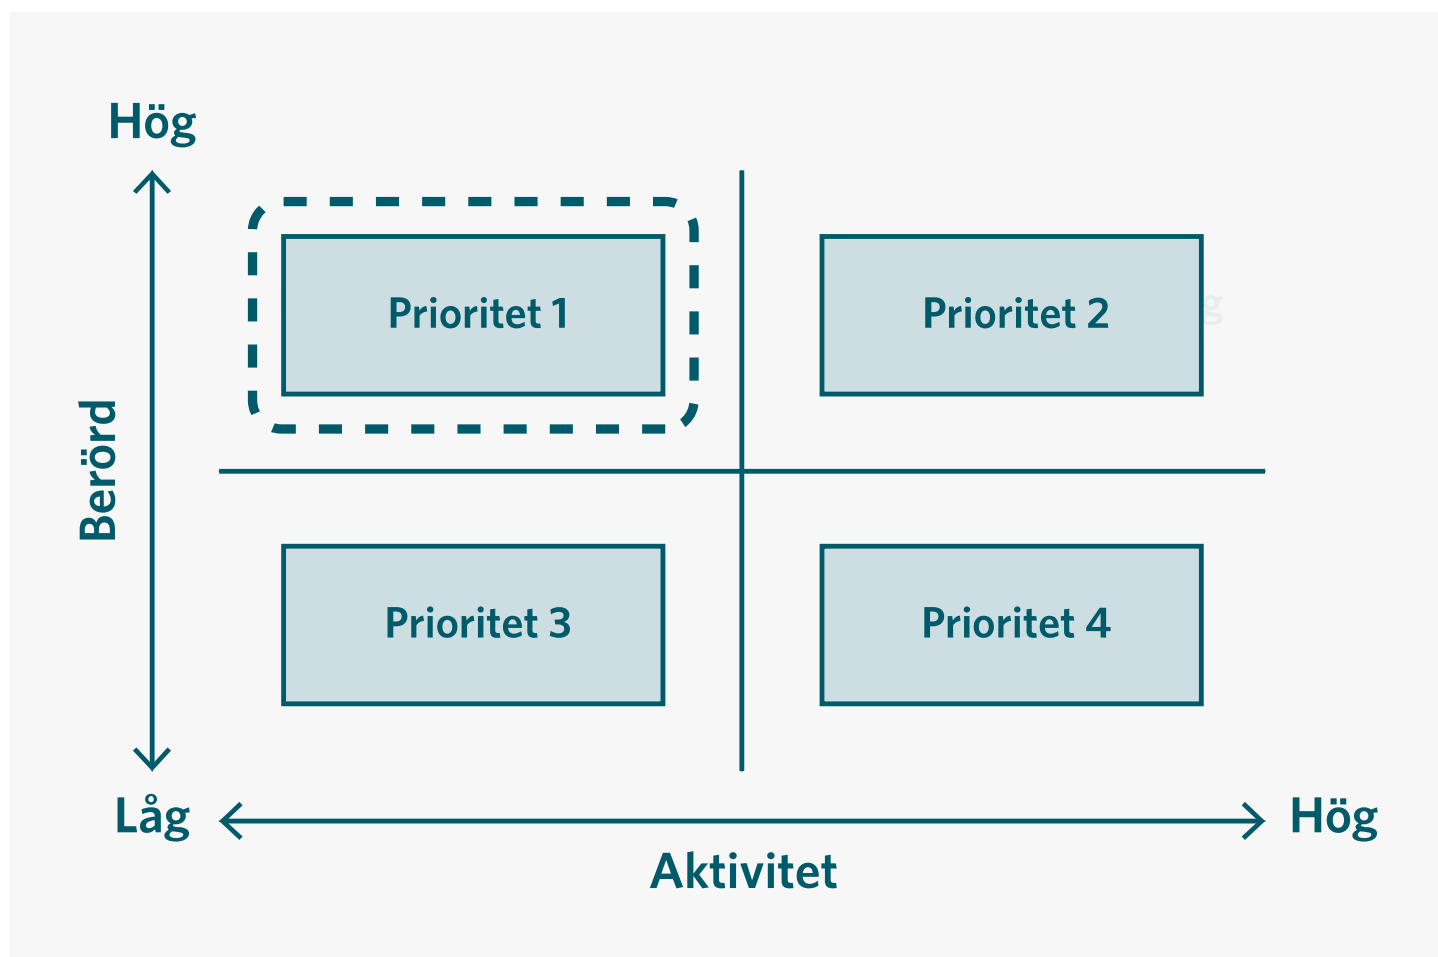 Hög
Prioritet 1
Prioritet 2
g
Berörd
Prioritet 3
Prioritet 4
Låg
Hög
Aktivitet